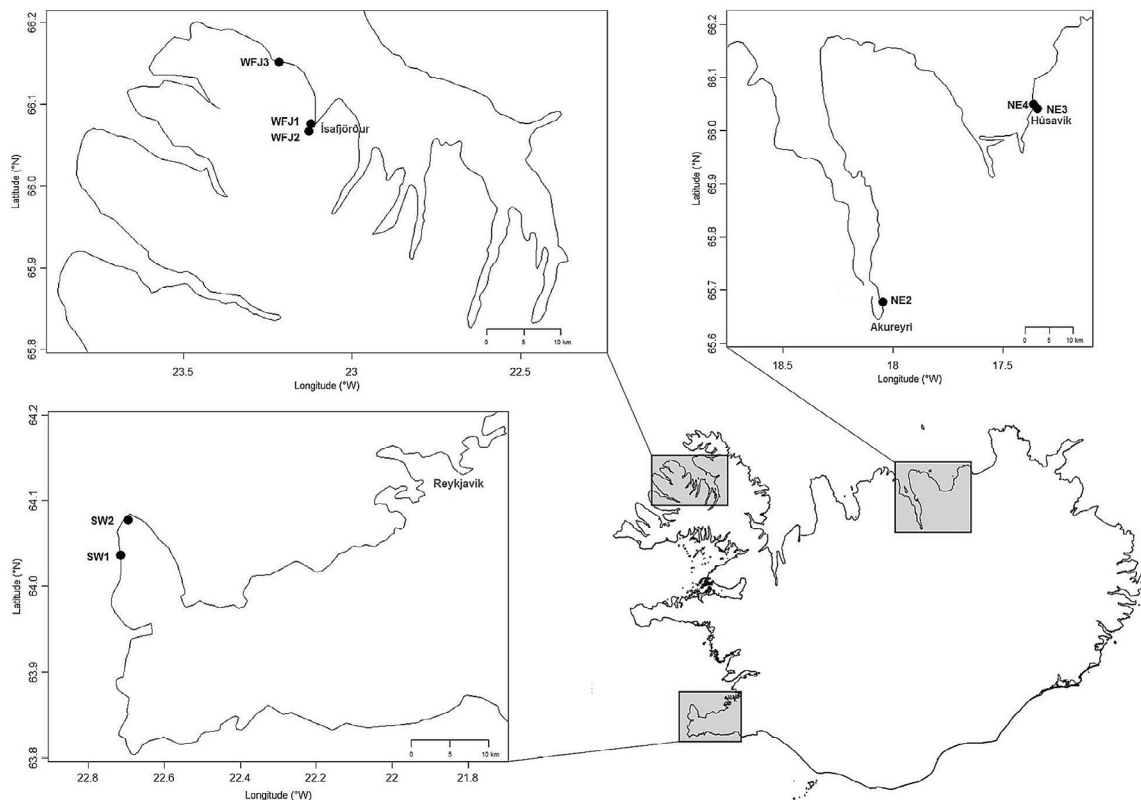 66.2
66.1
66.0
65.9
65.8
Latitude (°N)
WFJ3
WFJ1
Ísafjörður
WFJ2
0 5 10 km
23.5 23 22.5
Longitude (°W)
66.2
66.1
66.0
65.9
65.8
65.7
65.6
Latitude (°N)
NE4
NE3
Húsavík
NE2
Akureyri
0 5 10 km
18.5 18 17.5
Longitude (°W)
64.2
64.1
64.0
63.9
63.8
Latitude (°N)
Reykjavík
SW2
SW1
0 5 10 km
22.8 22.6 22.4 22.2 22 21.8
Longitude (°W)